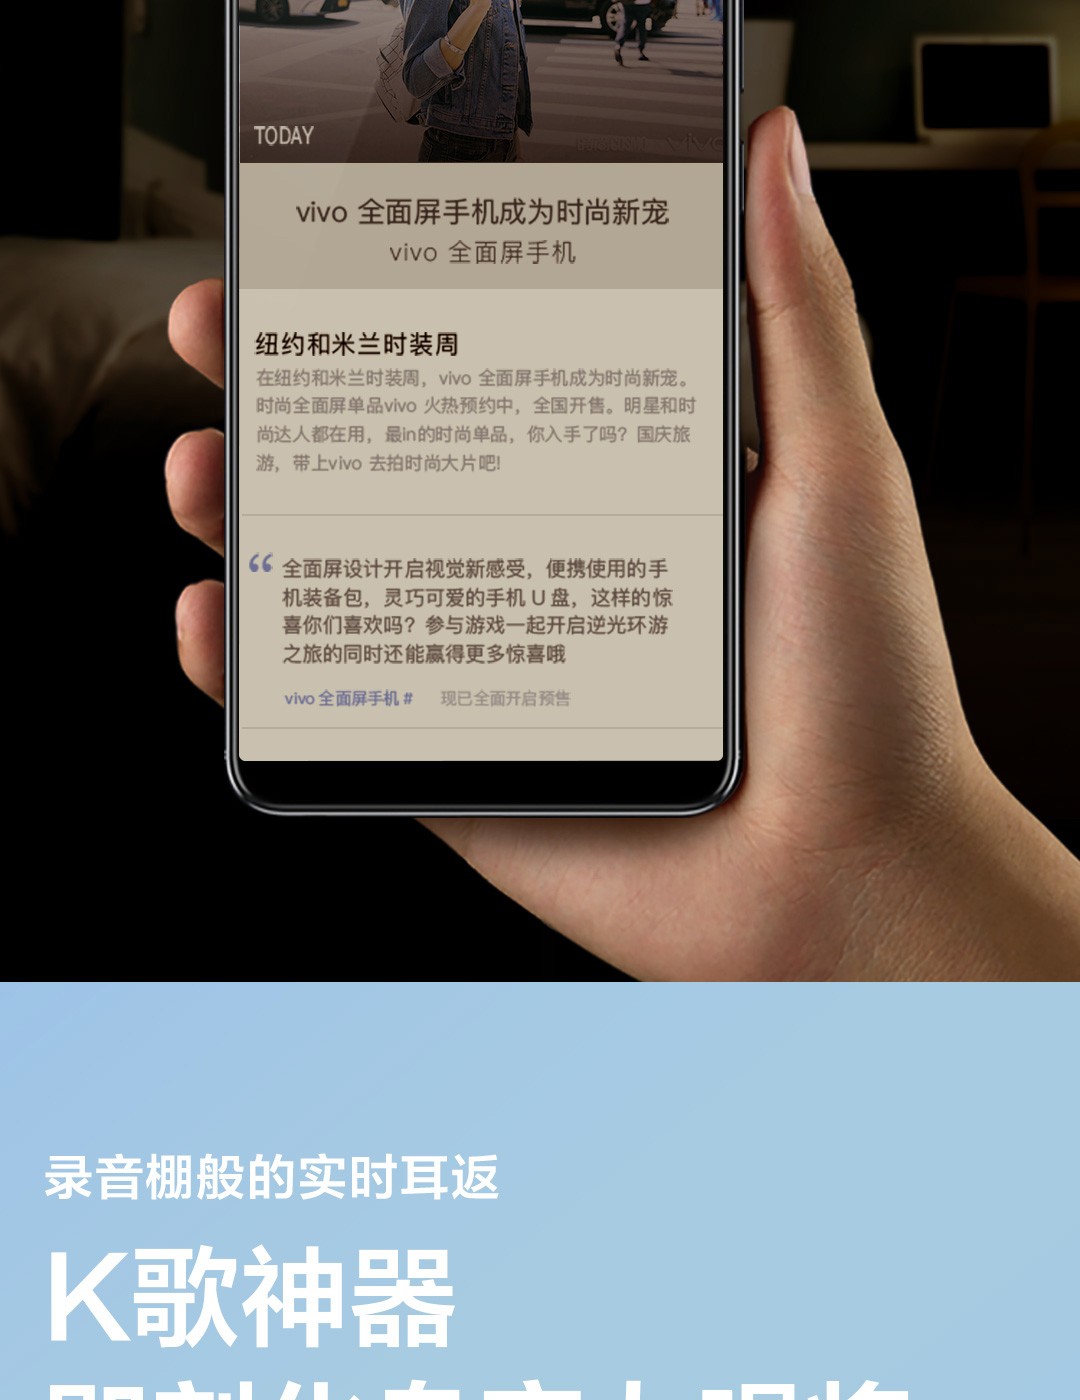 TODAY
vivo 全面屏手机成为时尚新宠
vivo 全面屏手机
纽约和米兰时装周
在纽约和米兰时装周，vivo 全面屏手机成为时尚新宠。
时尚全面屏单品vivo 火热预约中，全国开售。明星和时
尚达人都在用，最in的时尚单品，你入手了吗？国庆旅
游，带上vivo 去拍时尚大片吧!
“ 全面屏设计开启视觉新感受，便携使用的手
机装备包，灵巧可爱的手机 U 盘，这样的惊
喜你们喜欢吗？参与游戏一起开启逆光环游
之旅的同时还能赢得更多惊喜哦
vivo 全面屏手机 # 现已全面开启预售
录音棚般的实时耳返
K歌神器